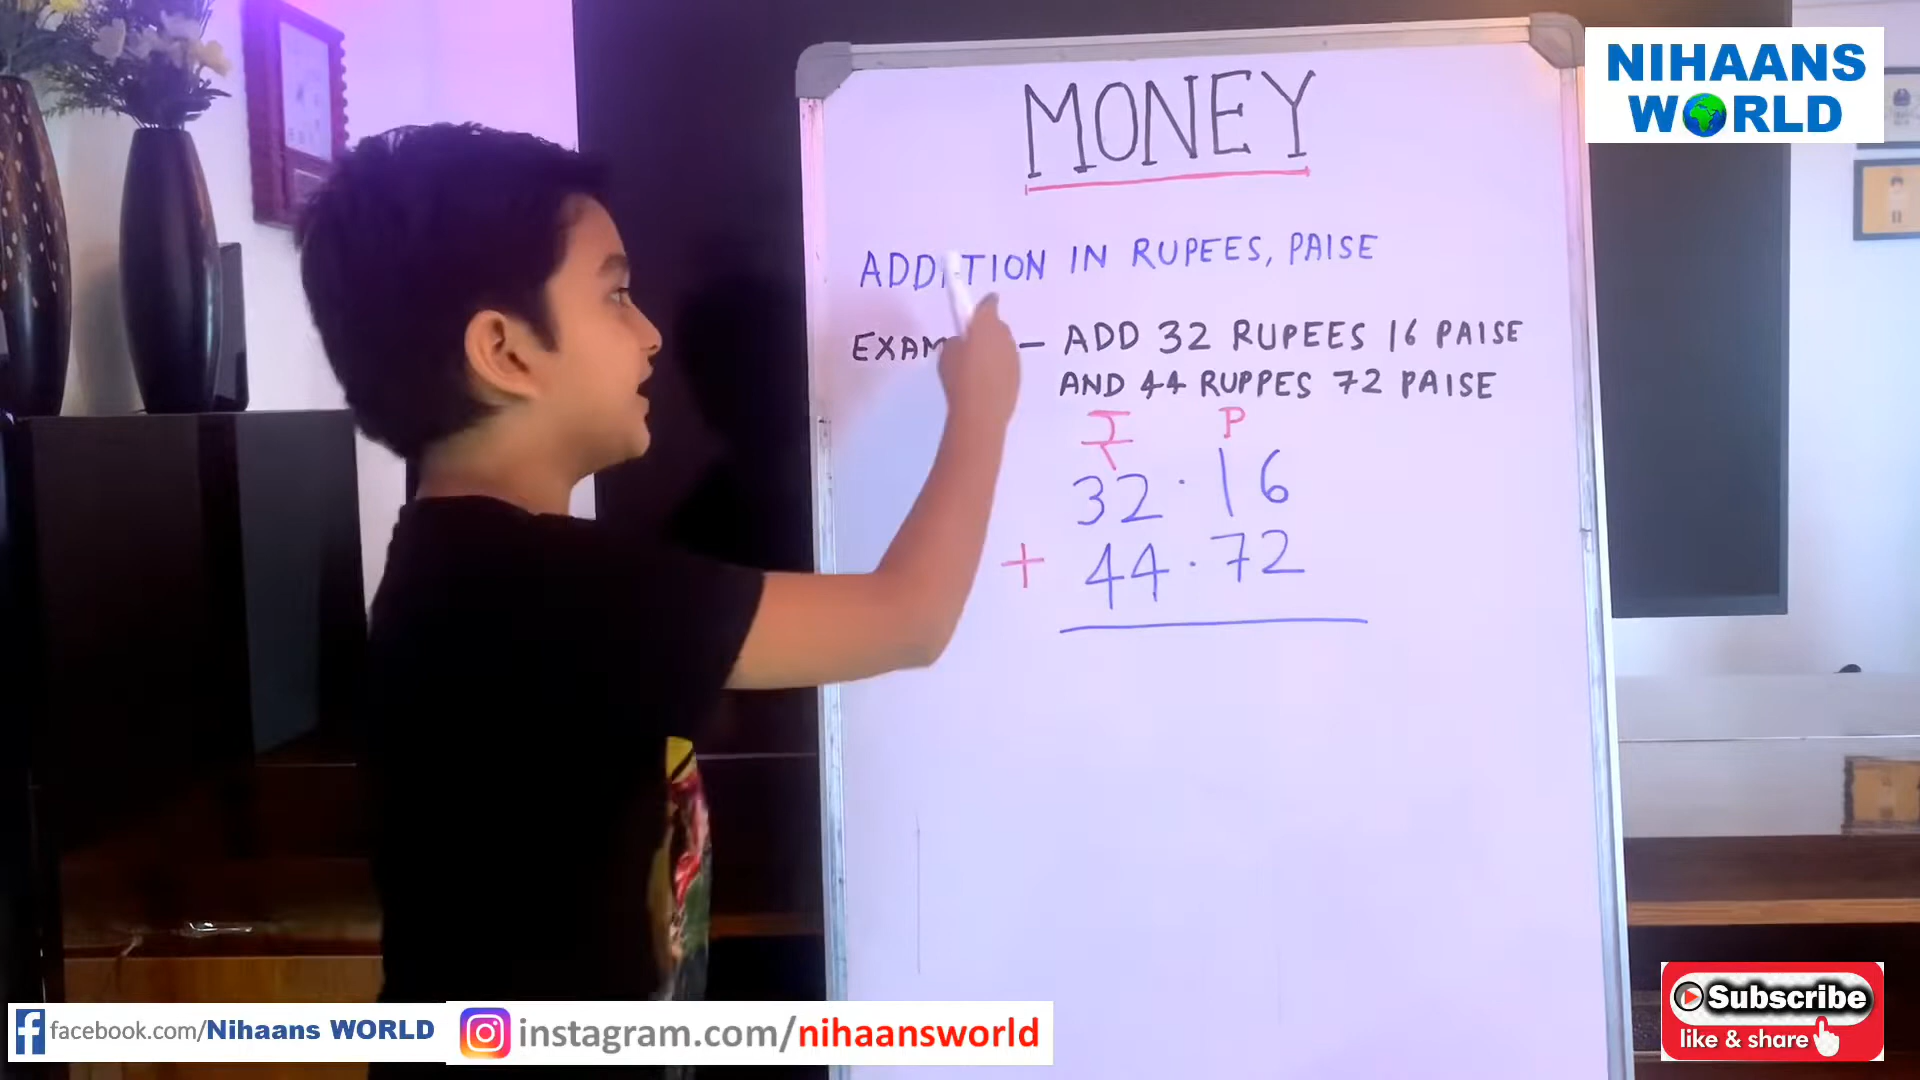 NIHAANS
WORLD
MONEY
ADDITION IN RUPEES, PAISE
EXAM — ADD 32 RUPEES 16 PAISE
AND 44 RUPPES 72 PAISE
₹ P
32.16
+ 44.72
facebook.com/Nihaans WORLD
instagram.com/nihaansworld
Subscribe
like & share